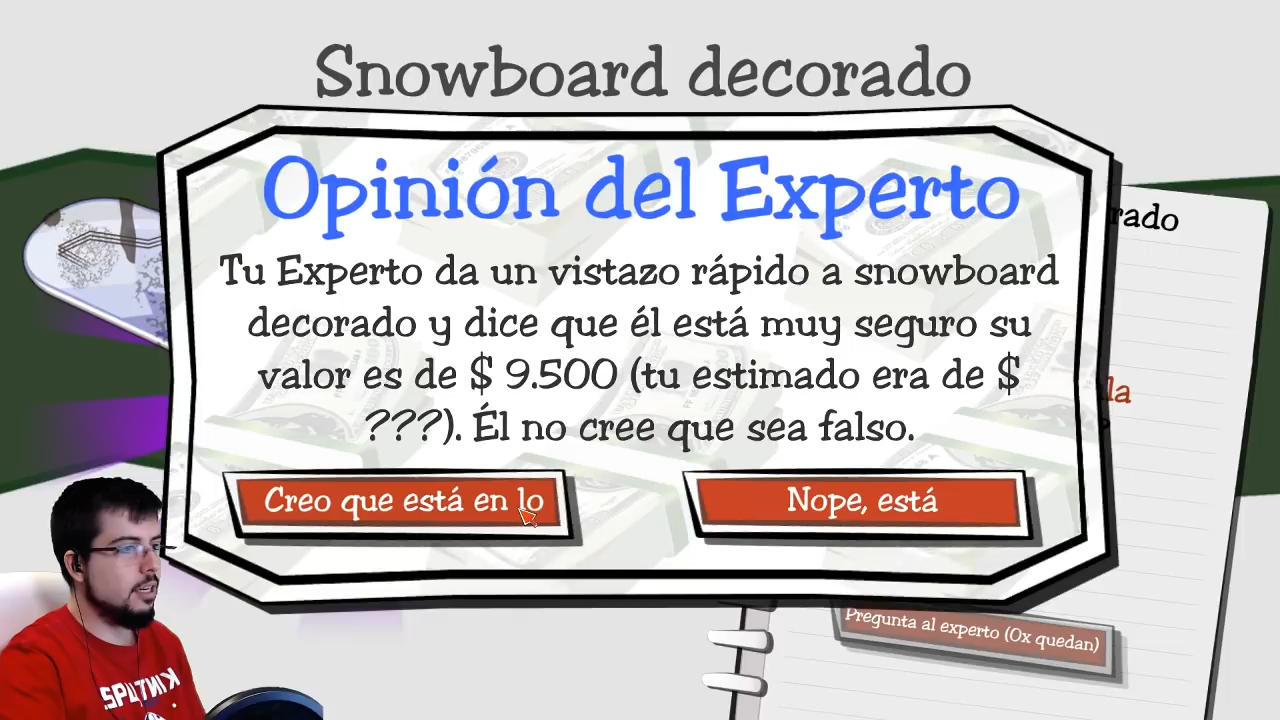 Snowboard decorado
Opinión del Experto
Tu Experto da un vistazo rápido a snowboard
decorado y dice que él está muy seguro su
valor es de $ 9.500 (tu estimado era de $
???). Él no cree que sea falso.
Creo que está en lo
Nope, está
rado
la
Pregunta al experto (0x quedan)